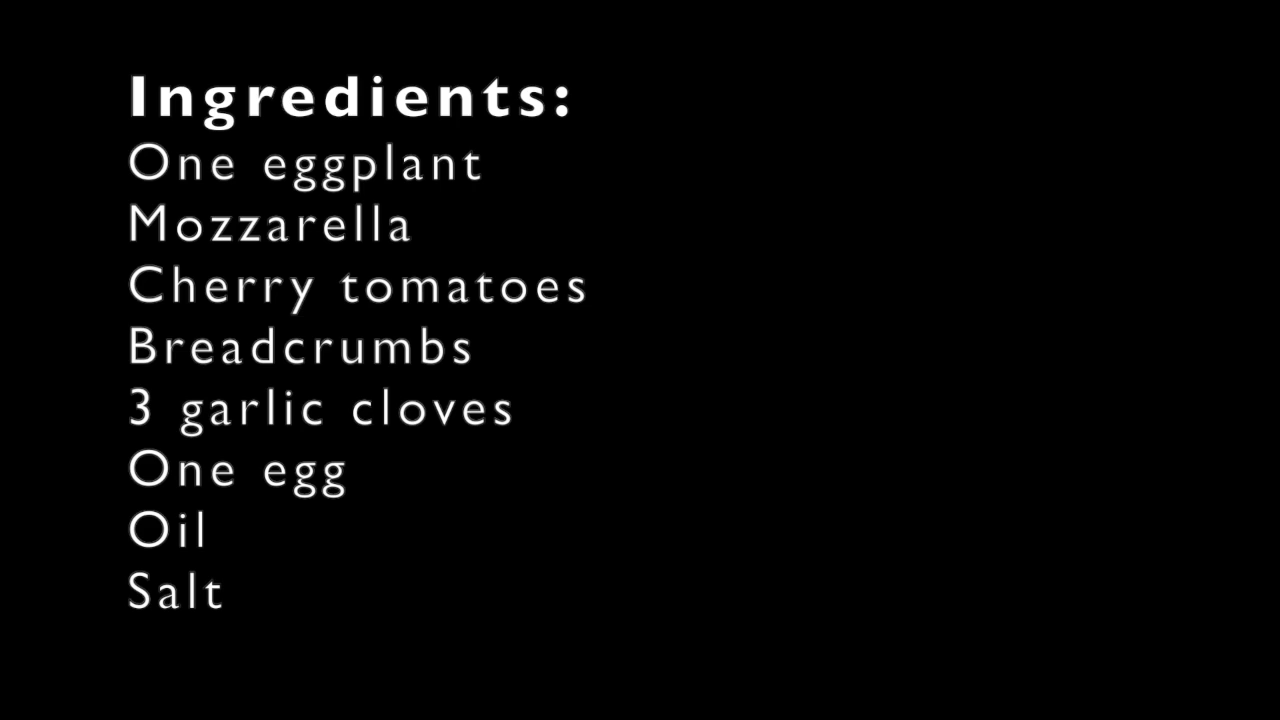 Ingredients:
One eggplant
Mozzarella
Cherry tomatoes
Breadcrumbs
3 garlic cloves
One egg
Oil
Salt